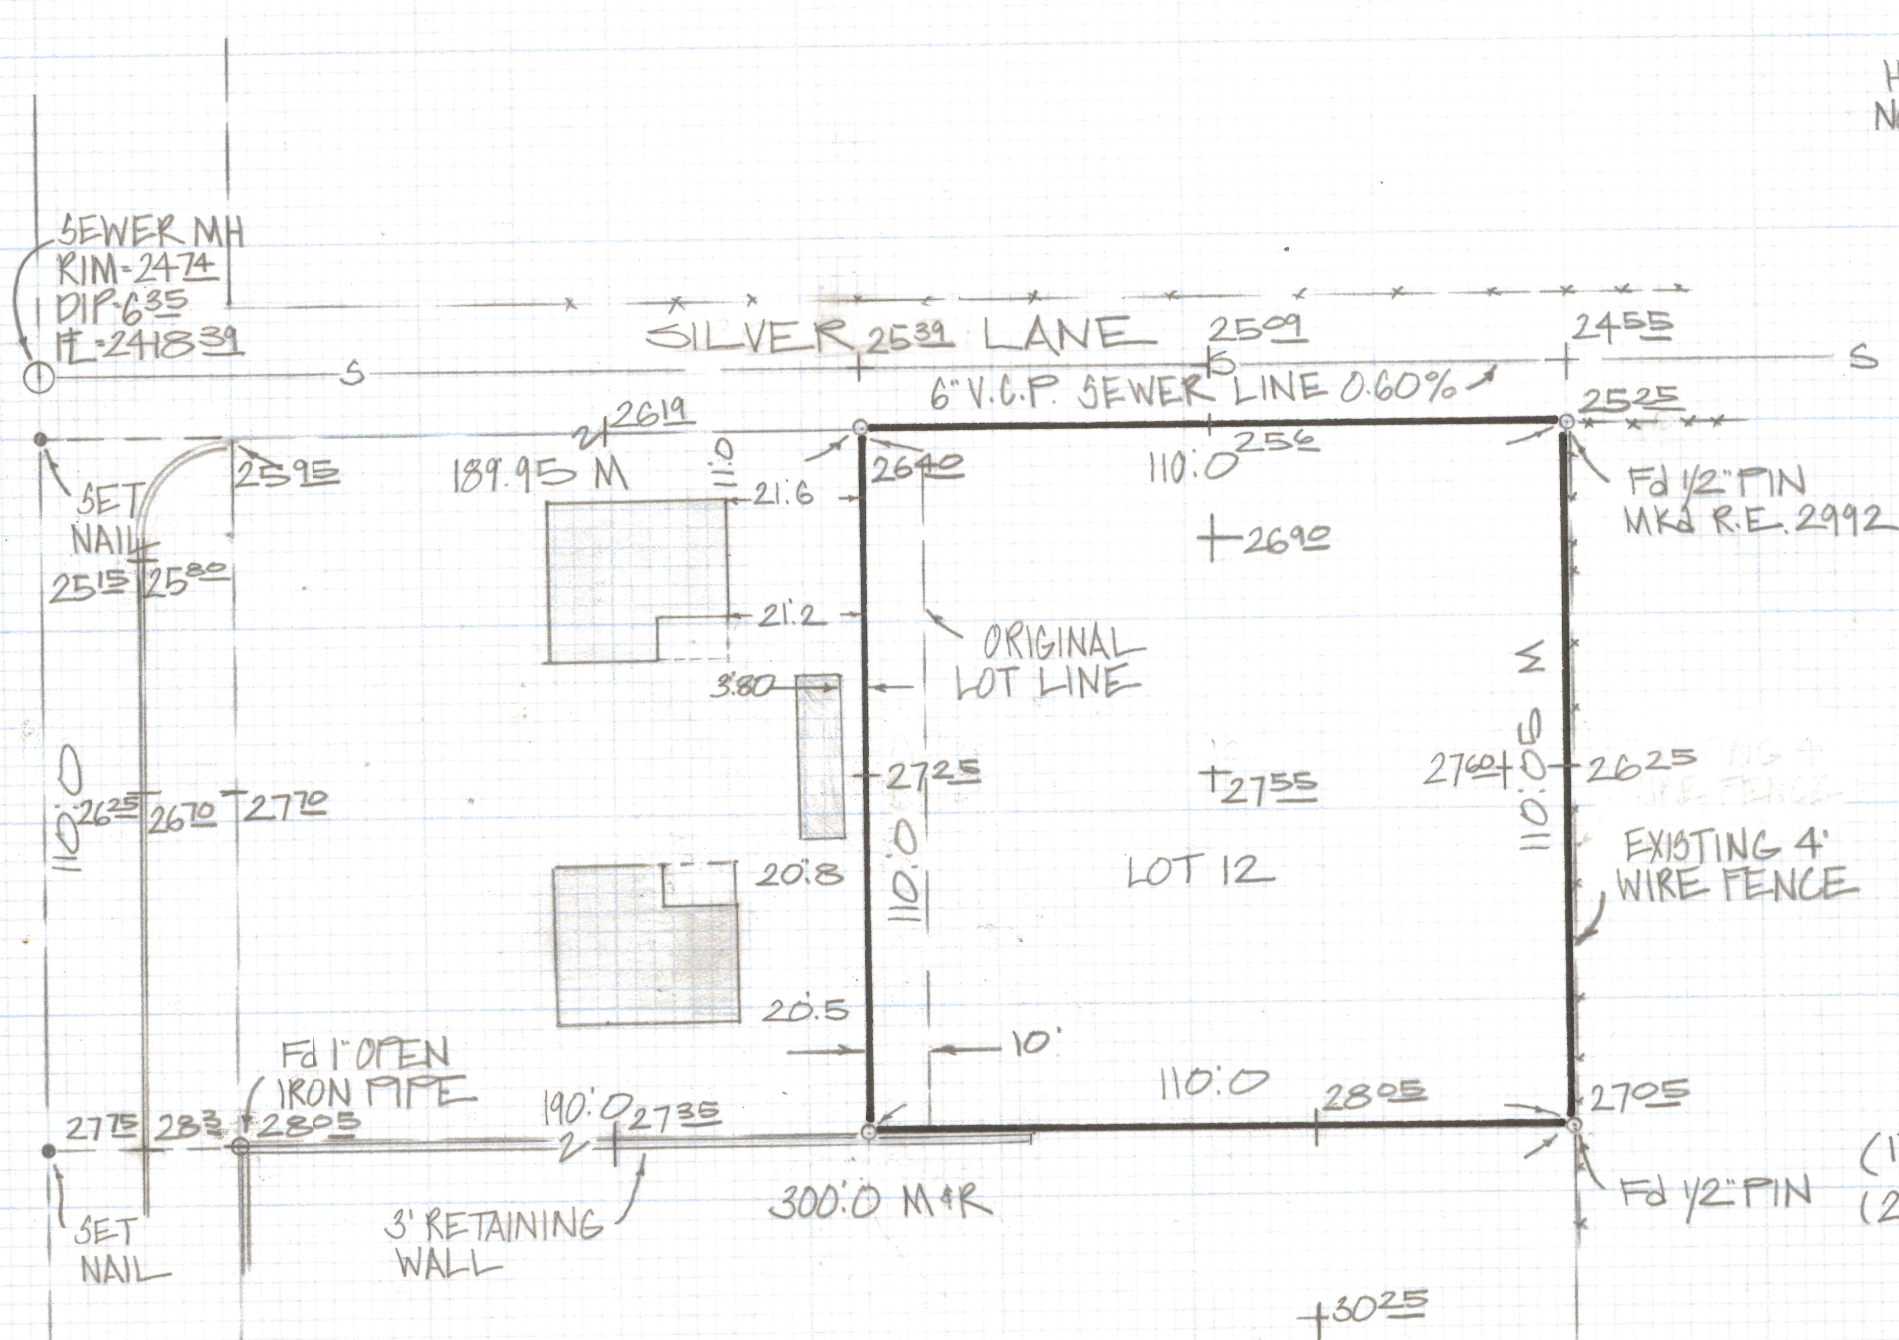 H
SEWER MH
RIM=2474
DIP=635
FL=241839
SILVER LANE
2539
2509
2455
S
S
S
6" V.C.P. SEWER LINE 0.60%
2525
2619
2595
189.95 M
11.0
21.6
2640
110.0
256
Fd 1/2" PIN
MKd R.E. 2992
SET
NAIL
2515
2580
2690
21.2
ORIGINAL
LOT LINE
3.80
M
110.05
110.0
2625
2670
2770
2725
2755
2760
2625
EXISTING 4'
WIRE FENCE
20.8
110.0
LOT 12
20.5
10'
Fd 1" OPEN
IRON PIPE
190.0
2735
110.0
2805
2705
2775
283
2805
300.0 M&R
Fd 1/2" PIN
SET
NAIL
3' RETAINING
WALL
3025